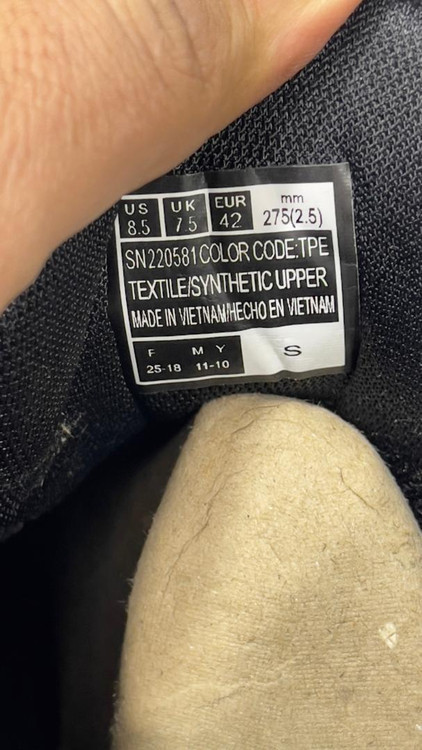 US UK EUR mm
8.5 7.5 42 275(2.5)
SN220581 COLOR CODE:TPE
TEXTILE/SYNTHETIC UPPER
MADE IN VIETNAM/HECHO EN VIETNAM
F M Y S
25-18 11-10